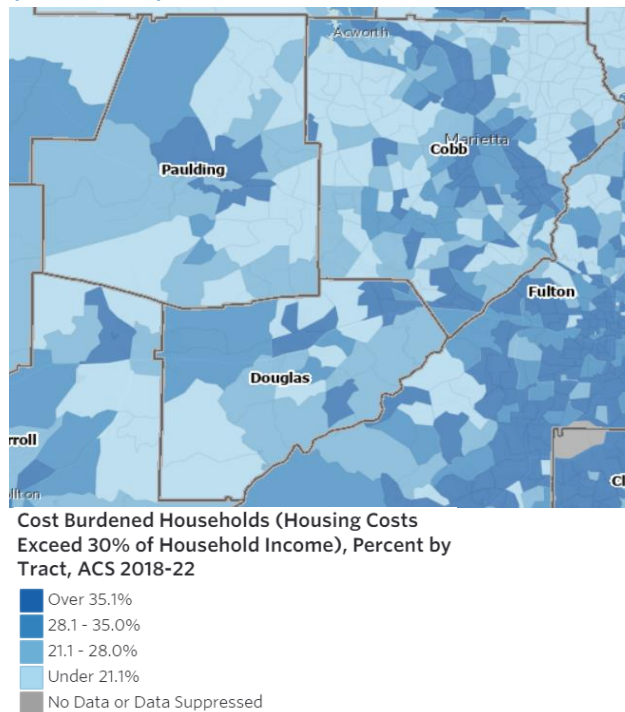 Acworth
Marietta
Cobb
Paulding
Fulton
Douglas
rroll
llton
Cl
Cost Burdened Households (Housing Costs
Exceed 30% of Household Income), Percent by
Tract, ACS 2018-22
Over 35.1%
28.1 - 35.0%
21.1 - 28.0%
Under 21.1%
No Data or Data Suppressed